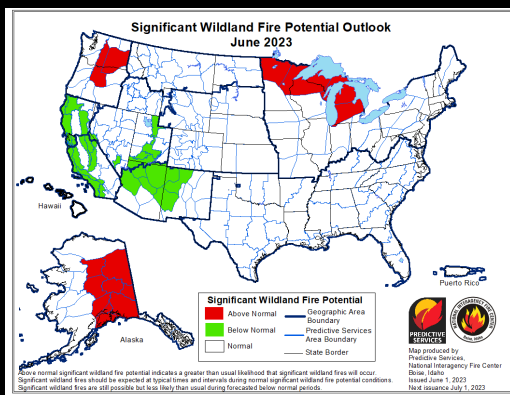 Significant Wildland Fire Potential Outlook
June 2023
Hawaii
Puerto Rico
Alaska
Significant Wildland Fire Potential
Above Normal
Below Normal
Normal
Geographic Area
Boundary
Predictive Services
Area Boundary
State Border
PREDICTIVE
SERVICES
NATIONAL INTERAGENCY FIRE CENTER
Boise, Idaho
Map produced by
Predictive Services,
National Interagency Fire Center
Boise, Idaho
Issued June 1, 2023
Next issuance July 1, 2023
Above normal significant wildland fire potential indicates a greater than usual likelihood that significant wildland fires will occur.
Significant wildland fires should be expected at typical times and intervals during normal significant wildland fire potential conditions.
Significant wildland fires are still possible but less likely than usual during forecasted below normal periods.